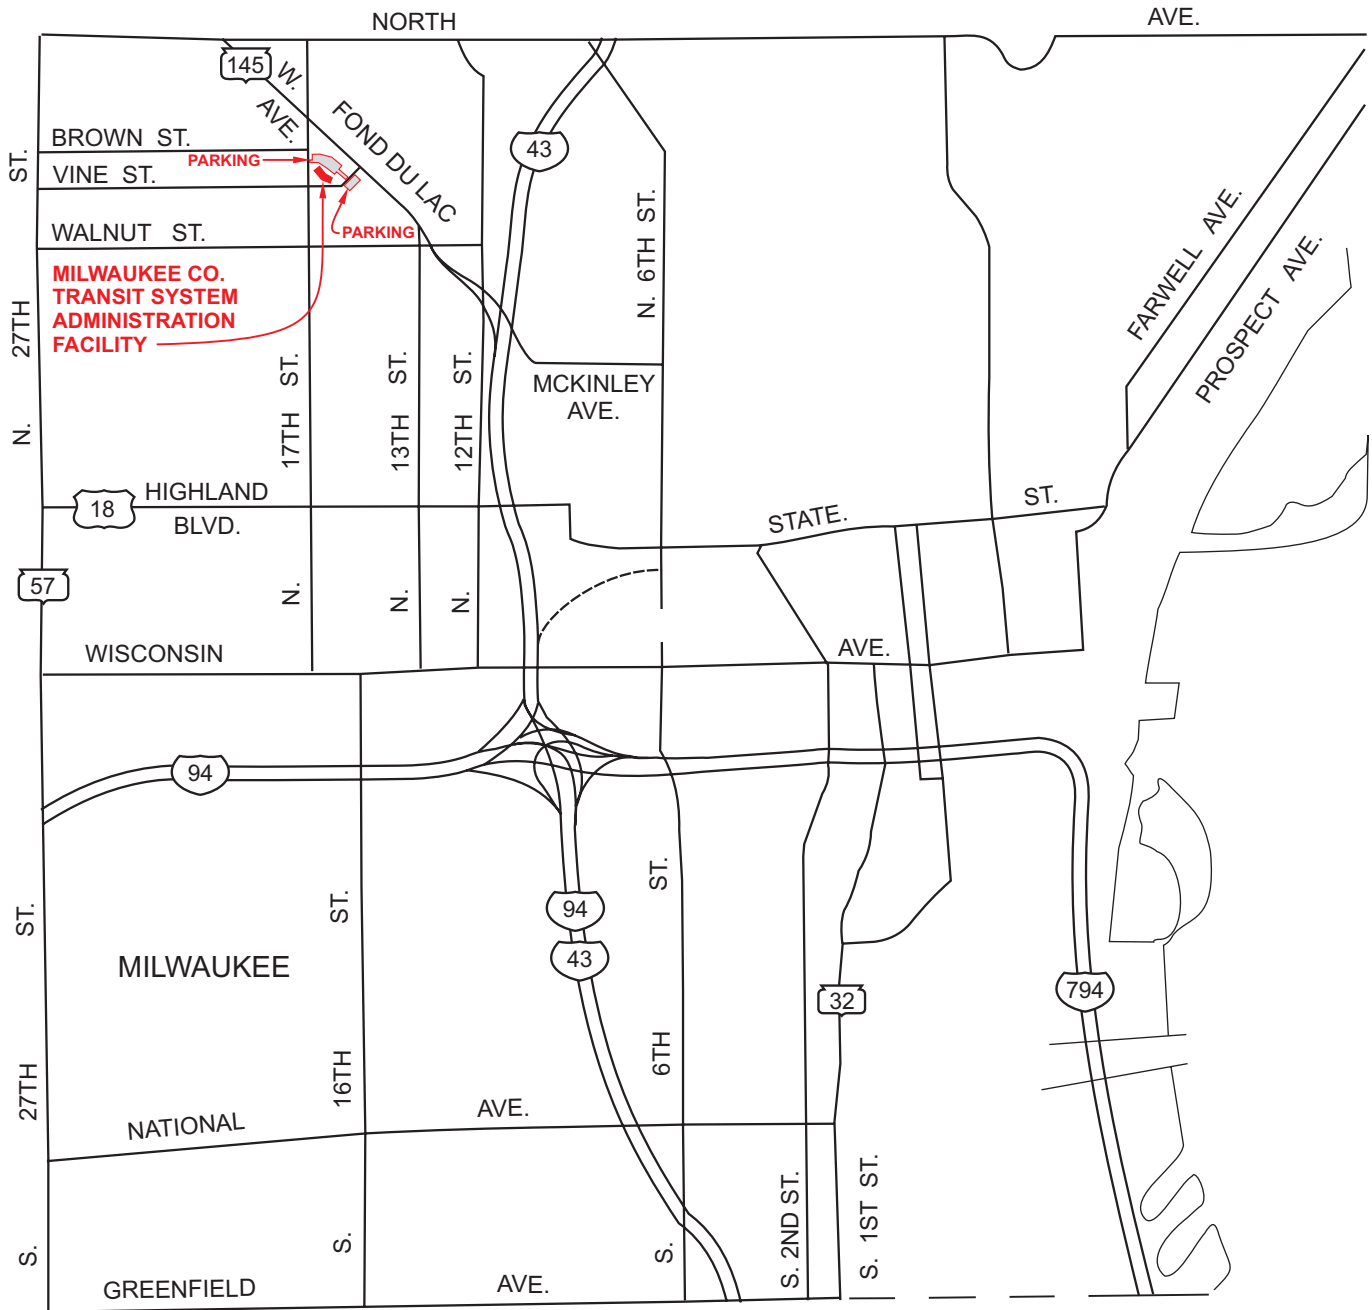 NORTH
AVE.
145
W.
FOND DU LAC
AVE.
43
BROWN ST.
PARKING
VINE ST.
ST.
PARKING
WALNUT ST.
MILWAUKEE CO.
TRANSIT SYSTEM
ADMINISTRATION
FACILITY
27TH
N.
N. 6TH ST.
FARWELL AVE.
PROSPECT AVE.
17TH ST.
13TH ST.
12TH ST.
MCKINLEY
AVE.
18
HIGHLAND
BLVD.
STATE.
ST.
57
N.
N.
N.
WISCONSIN
AVE.
94
ST.
ST.
ST.
94
43
MILWAUKEE
32
794
27TH
16TH
6TH
NATIONAL
AVE.
S. 2ND ST.
S. 1ST ST.
S.
S.
S.
GREENFIELD
AVE.